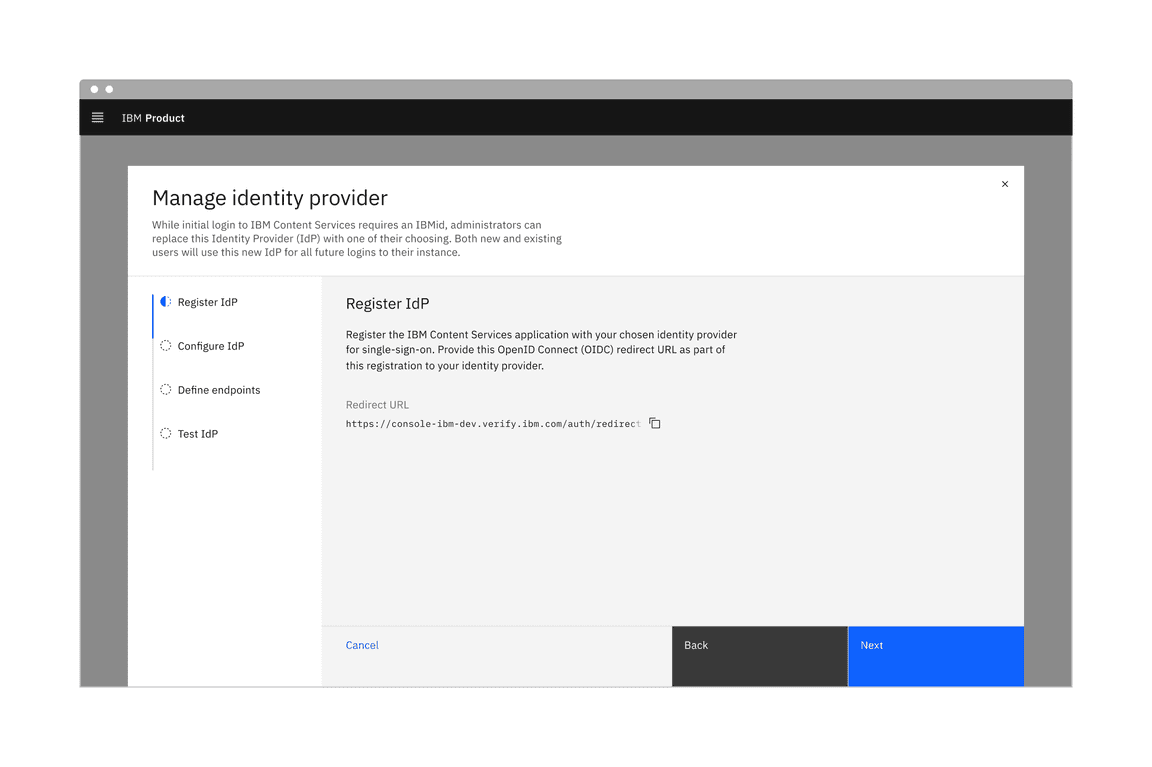 IBM Product
Manage identity provider
While initial login to IBM Content Services requires an IBMid, administrators can
replace this Identity Provider (IdP) with one of their choosing. Both new and existing
users will use this new IdP for all future logins to their instance.
Register IdP
Configure IdP
Define endpoints
Test IdP
Register IdP
Register the IBM Content Services application with your chosen identity provider
for single-sign-on. Provide this OpenID Connect (OIDC) redirect URL as part of
this registration to your identity provider.
Redirect URL
https://console-ibm-dev.verify.ibm.com/auth/redirect
Cancel
Back
Next